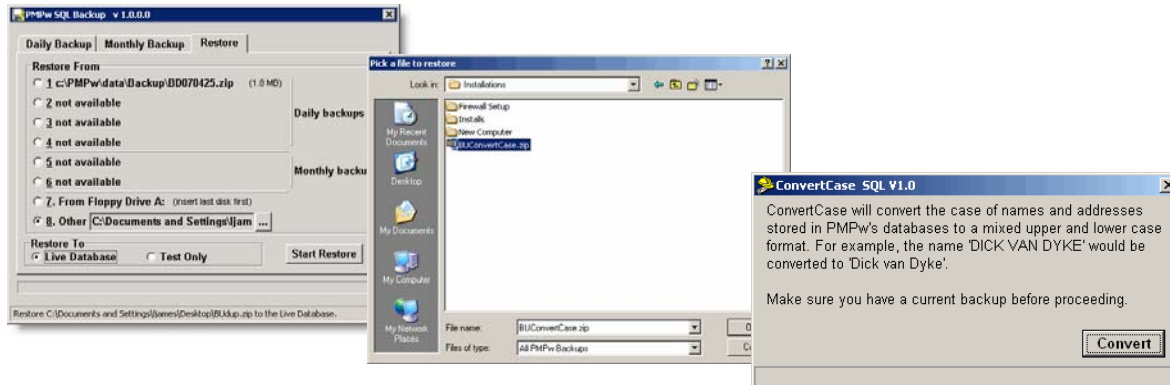 PMPw SQL Backup v 1.0.0.0
Daily Backup Monthly Backup Restore
Restore From
1 c:\PMPw\data\Backup\BD070425.zip (1.0 MB)
2 not available
3 not available
4 not available
Daily backups
5 not available
6 not available
Monthly backu
7. From Floppy Drive A: (insert last disk first)
8. Other C:\Documents and Settings\ljam ...
Restore To
Live Database Test Only
Start Restore
Restore C:\Documents and Settings\ljames\Desktop\BUdup.zip to the Live Database.
Pick a file to restore
Look in: Installations
My Recent Documents
Desktop
My Documents
My Computer
My Network Places
Firewall Setup
Installs
New Computer
BUConvertCase.zip
File name: BUConvertCase.zip
Files of type: All PMPw Backups
ConvertCase SQL V1.0
ConvertCase will convert the case of names and addresses
stored in PMPw's databases to a mixed upper and lower case
format. For example, the name 'DICK VAN DYKE' would be
converted to 'Dick van Dyke'.
Make sure you have a current backup before proceeding.
Convert